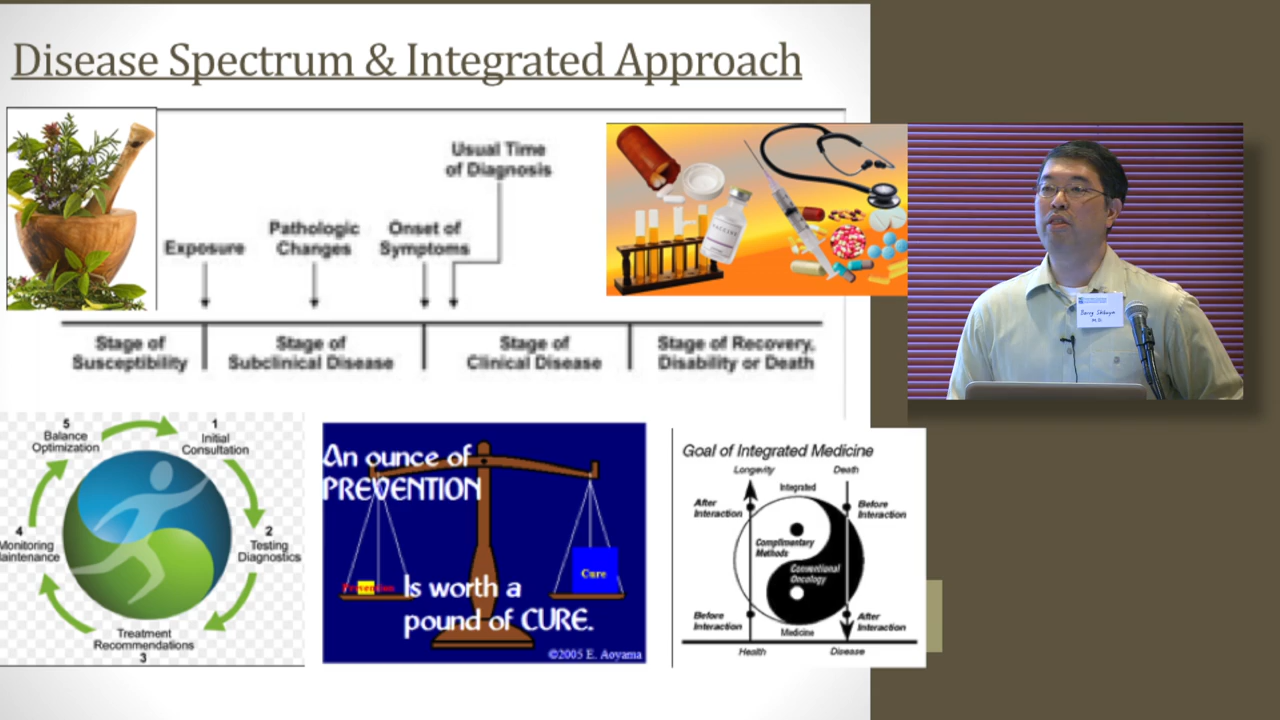 Disease Spectrum & Integrated Approach
Usual Time
of Diagnosis
Exposure
Pathologic
Changes
Onset of
Symptoms
Stage of
Susceptibility
Stage of
Subclinical Disease
Stage of
Clinical Disease
Stage of Recovery,
Disability or Death
VACCINE
M.D.
1
Initial
Consultation
2
Testing
Diagnostics
Treatment
Recommendations
3
4
Monitoring
aintenance
5
Balance
Optimization
An ounce of
PREVENTION
Prevention
Cure
Is worth a
pound of CURE.
©2005 E. Aoyama
Goal of Integrated Medicine
Longevity
Death
Integrated
After
Interaction
Before
Interaction
Complimentary
Methods
Conventional
Oncology
Before
Interaction
After
Interaction
Medicine
Health
Disease